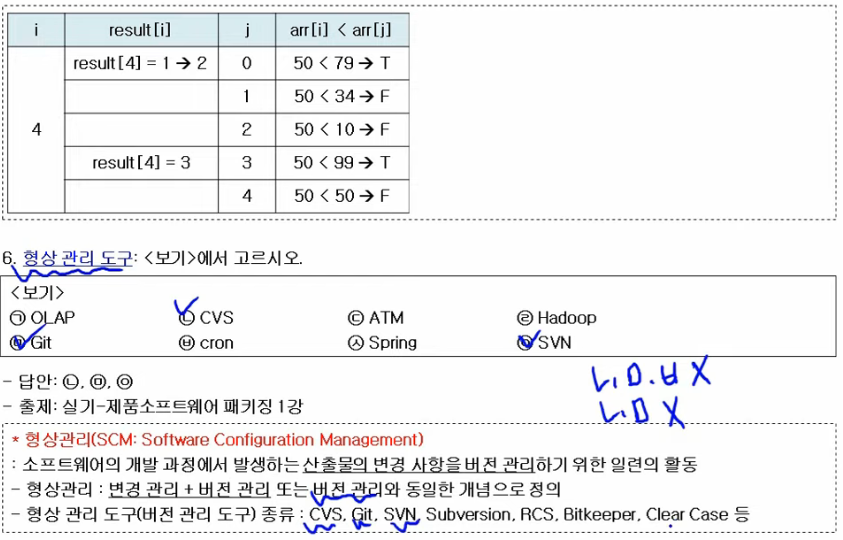 i result[i] j arr[i] < arr[j]
4 result[4] = 1 → 2 0 50 < 79 → T
1 50 < 34 → F
2 50 < 10 → F
result[4] = 3 3 50 < 99 → T
4 50 < 50 → F
6. 형상 관리 도구: <보기>에서 고르시오.
<보기>
㉠ OLAP ㉡ CVS ㉢ ATM ㉣ Hadoop
㉤ Git ㉥ cron ㉦ Spring ㉧ SVN
- 답안: ㉡, ㉤, ㉧
ㄴ, ㅁ. ㅂ X
- 출제: 실기-제품소프트웨어 패키징 1강
ㄴ, ㅁ X
* 형상관리(SCM: Software Configuration Management)
: 소프트웨어의 개발 과정에서 발생하는 산출물의 변경 사항을 버전 관리하기 위한 일련의 활동
- 형상관리 : 변경 관리 + 버전 관리 또는 버전 관리와 동일한 개념으로 정의
- 형상 관리 도구(버전 관리 도구) 종류 : CVS, Git, SVN, Subversion, RCS, Bitkeeper, Clear Case 등